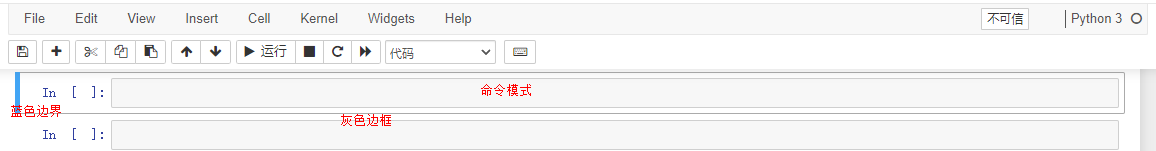 File Edit View Insert Cell Kernel Widgets Help 不可信 Python 3
运行 代码
In [ ]: 命令模式
蓝色边界
灰色边框
In [ ]: